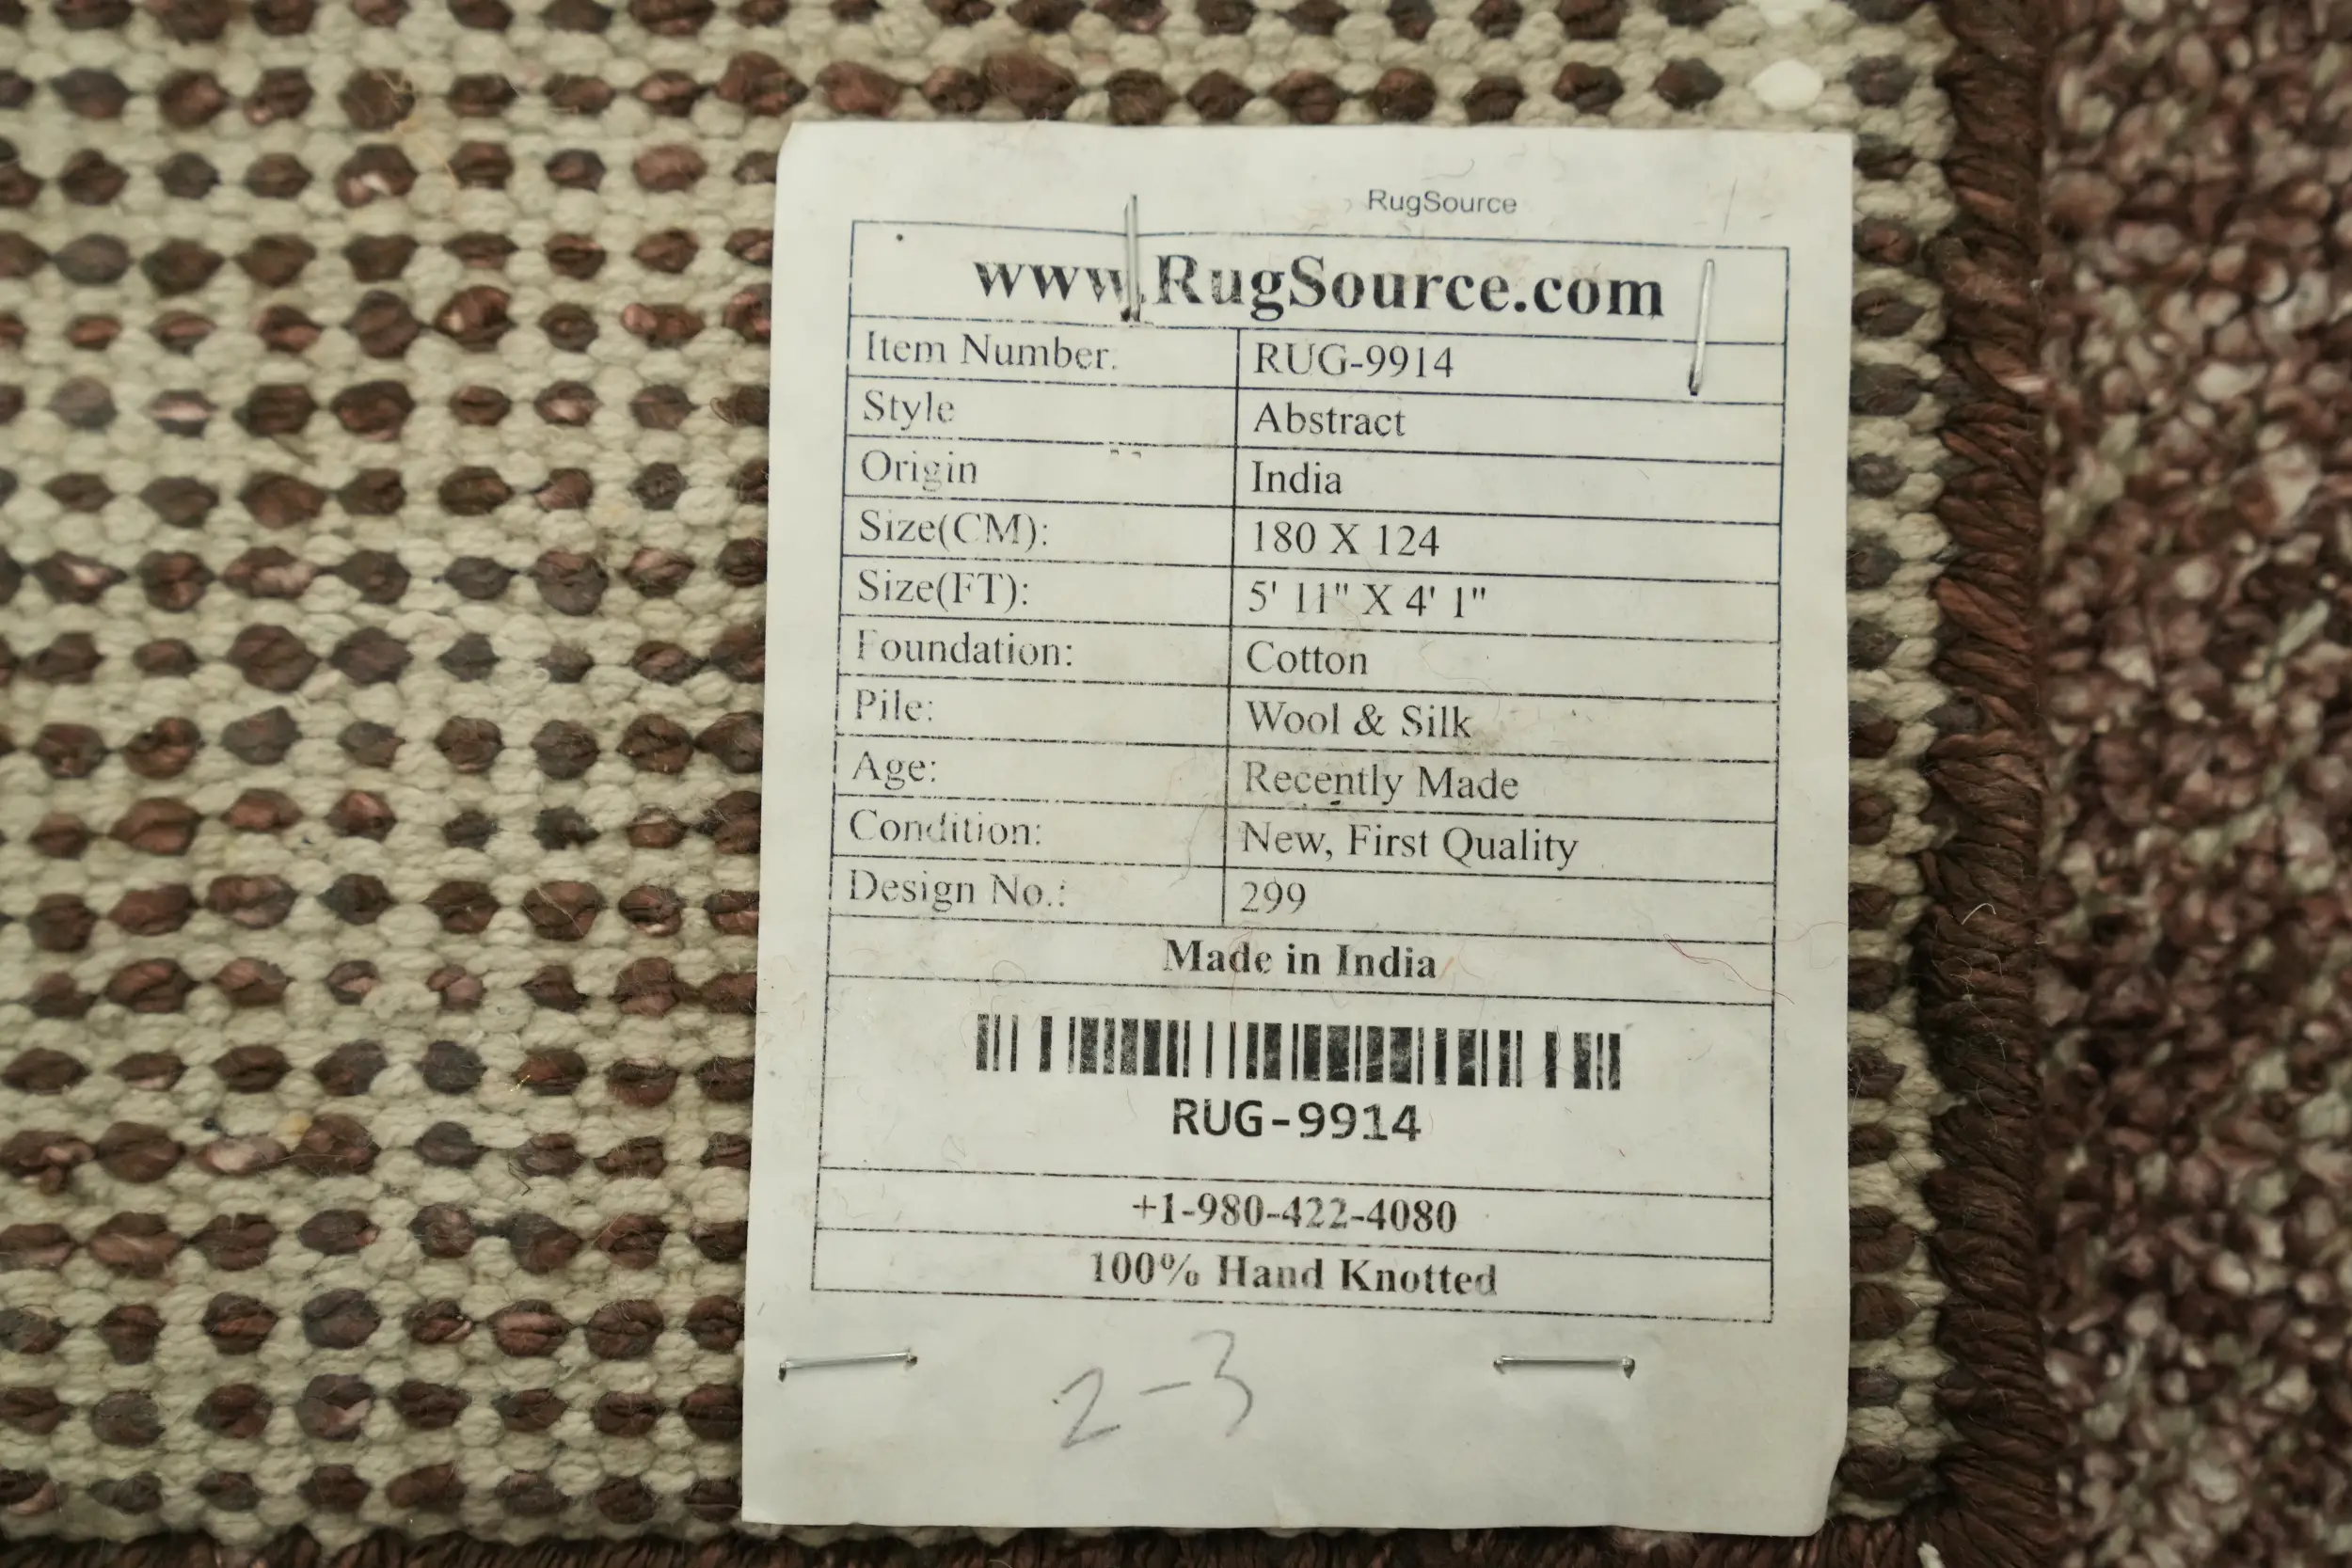 RugSource
www.RugSource.com
Item Number: RUG-9914
Style Abstract
Origin India
Size(CM): 180 X 124
Size(FT): 5' 11" X 4' 1"
Foundation: Cotton
Pile: Wool & Silk
Age: Recently Made
Condition: New, First Quality
Design No.: 299
Made in India
RUG-9914
+1-980-422-4080
100% Hand Knotted
2-3